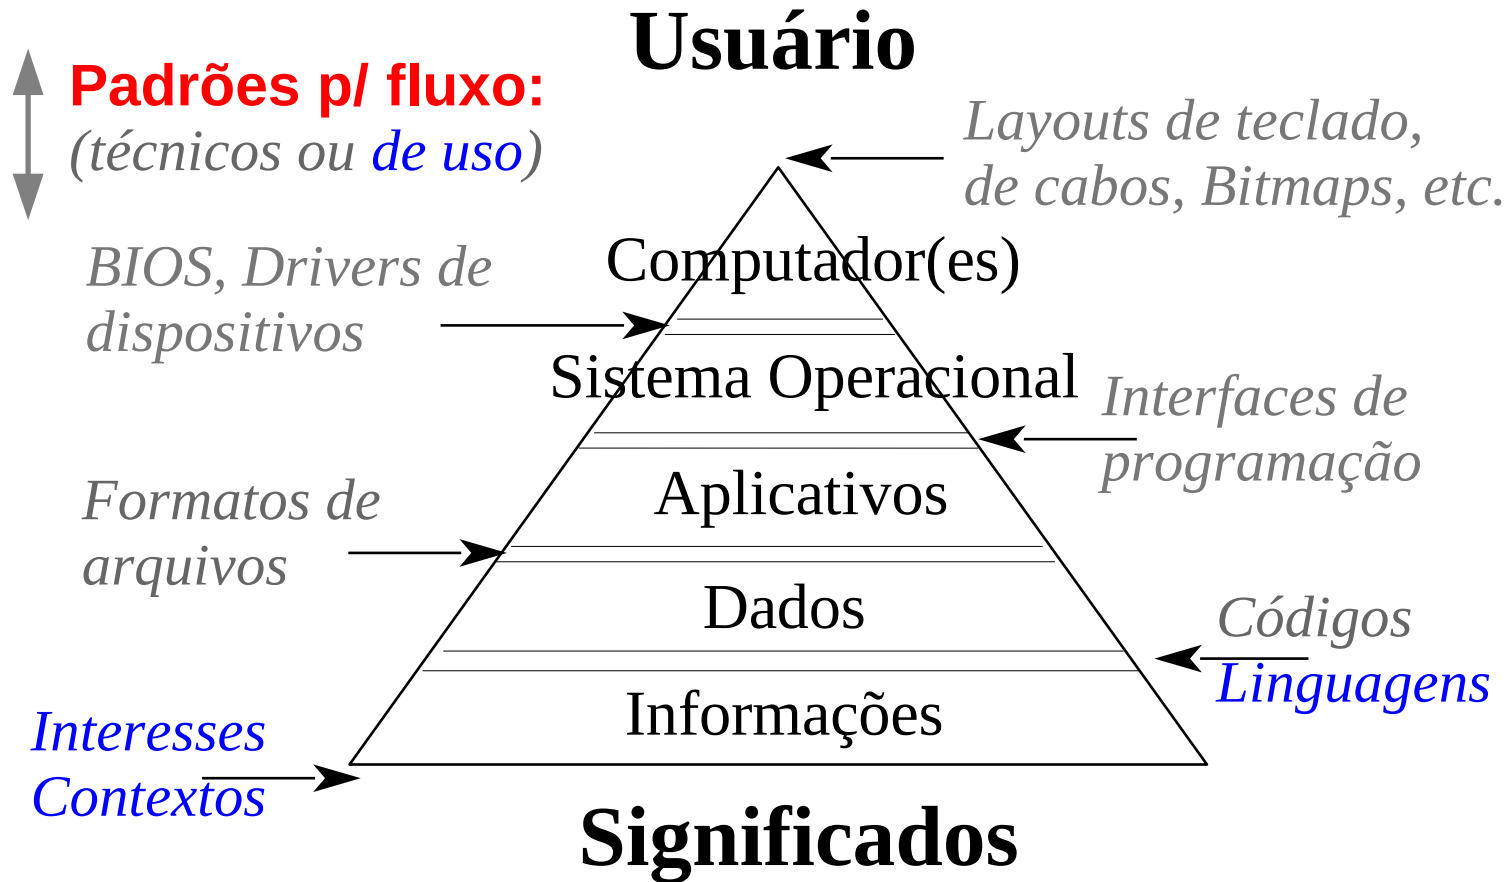 Usuário
Padrões p/ fluxo:
(técnicos ou de uso)
Layouts de teclado,
de cabos, Bitmaps, etc.
BIOS, Drivers de
dispositivos
Computador(es)
Sistema Operacional
Interfaces de
programação
Aplicativos
Formatos de
arquivos
Dados
Códigos
Linguagens
Informações
Interesses
Contextos
Significados